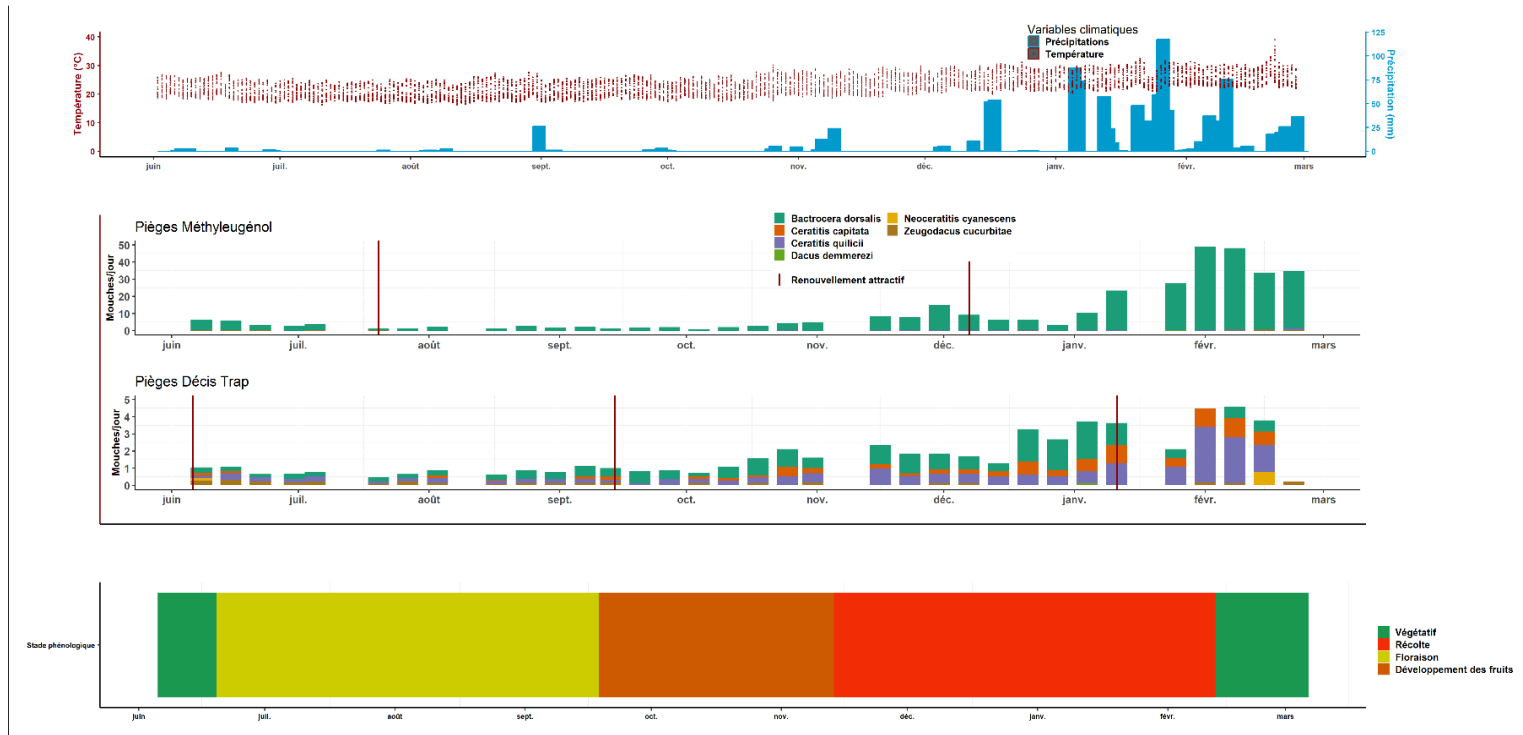 Variables climatiques
Précipitations
Température
Température (°C)
40
30
20
10
0
125
100
75
50
25
0
Précipitation (mm)
juin juil. août sept. oct. nov. déc. janv. févr. mars
Pièges Méthyleugénol
Bactrocera dorsalis
Ceratitis capitata
Ceratitis quilicii
Dacus demmerezi
Neoceratitis cyanescens
Zeugodacus cucurbitae
Renouvellement attractif
Mouches/jour
50
40
30
20
10
0
juin juil. août sept. oct. nov. déc. janv. févr. mars
Pièges Décis Trap
Mouches/jour
5
4
3
2
1
0
juin juil. août sept. oct. nov. déc. janv. févr. mars
Stade phénologique
Végétatif
Récolte
Floraison
Développement des fruits
juin juil. août sept. oct. nov. déc. janv. févr. mars